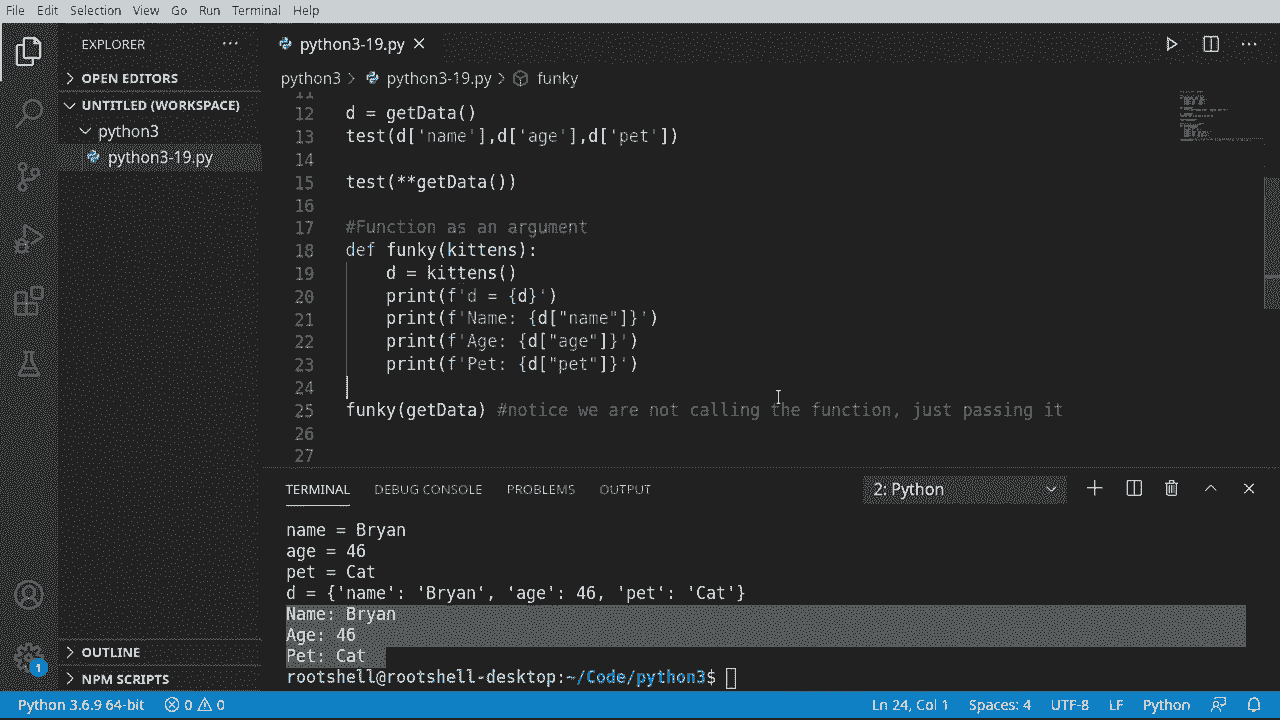 File Edit Selection View Go Run Terminal Help
EXPLORER ···
python3-19.py
OPEN EDITORS
UNTITLED (WORKSPACE)
python3
python3-19.py
OUTLINE
NPM SCRIPTS
1
python3 > python3-19.py > funky
11
12 d = getData()
13 test(d['name'],d['age'],d['pet'])
14
15 test(**getData())
16
17 #Function as an argument
18 def funky(kittens):
19 d = kittens()
20 print(f'd = {d}')
21 print(f'Name: {d["name"]}')
22 print(f'Age: {d["age"]}')
23 print(f'Pet: {d["pet"]}')
24
25 funky(getData) #notice we are not calling the function, just passing it
26
27
TERMINAL DEBUG CONSOLE PROBLEMS OUTPUT 2: Python
name = Bryan
age = 46
pet = Cat
d = {'name': 'Bryan', 'age': 46, 'pet': 'Cat'}
Name: Bryan
Age: 46
Pet: Cat
rootshell@rootshell-desktop:~/Code/python3$
Python 3.6.9 64-bit 0 0 Ln 24, Col 1 Spaces: 4 UTF-8 LF Python